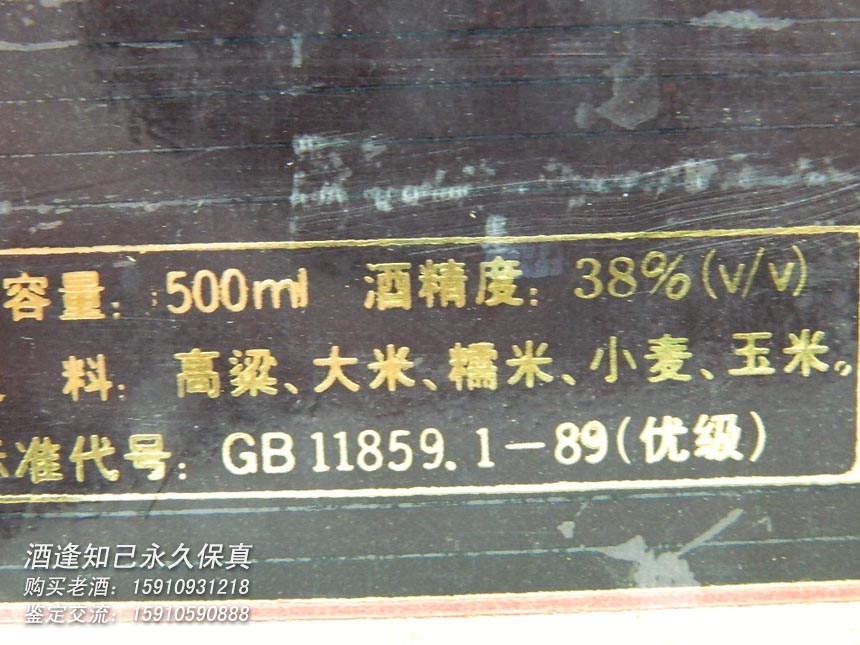 容量：500ml 酒精度：38%(v/v)
料：高粱、大米、糯米、小麦、玉米。
标准代号：GB 11859.1－89(优级)
酒逢知己永久保真
购买老酒：15910931218
鉴定交流：15910590888